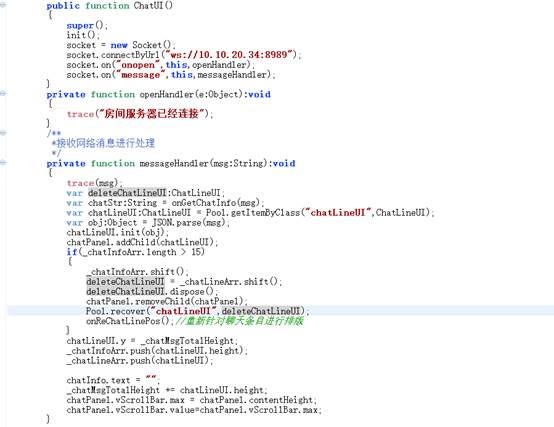 public function ChatUI()
{
super();
init();
socket = new Socket();
socket.connectByUrl("ws://10.10.20.34:8989");
socket.on("onopen",this,openHandler);
socket.on("message",this,messageHandler);
}
private function openHandler(e:Object):void
{
trace("房间服务器已经连接");
}
/**
*接收网络消息进行处理
*/
private function messageHandler(msg:String):void
{
trace(msg);
var deleteChatLineUI:ChatLineUI;
var chatStr:String = onGetChatInfo(msg);
var chatLineUI:ChatLineUI = Pool.getItemByClass("chatLineUI",ChatLineUI);
var obj:Object = JSON.parse(msg);
chatLineUI.init(obj);
chatPanel.addChild(chatLineUI);
if(_chatInfoArr.length > 15)
{
_chatInfoArr.shift();
deleteChatLineUI = _chatLineArr.shift();
deleteChatLineUI.dispose();
chatPanel.removeChild(chatPanel);
Pool.recover("chatLineUI",deleteChatLineUI);
onReChatLinePos();//重新针对聊天条目进行排版
}
chatLineUI.y = _chatMsgTotalHeight;
_chatInfoArr.push(chatLineUI.height);
_chatLineArr.push(chatLineUI);
chatInfo.text = "";
_chatMsgTotalHeight += chatLineUI.height;
chatPanel.vScrollBar.max = chatPanel.contentHeight;
chatPanel.vScrollBar.value=chatPanel.vScrollBar.max;
}